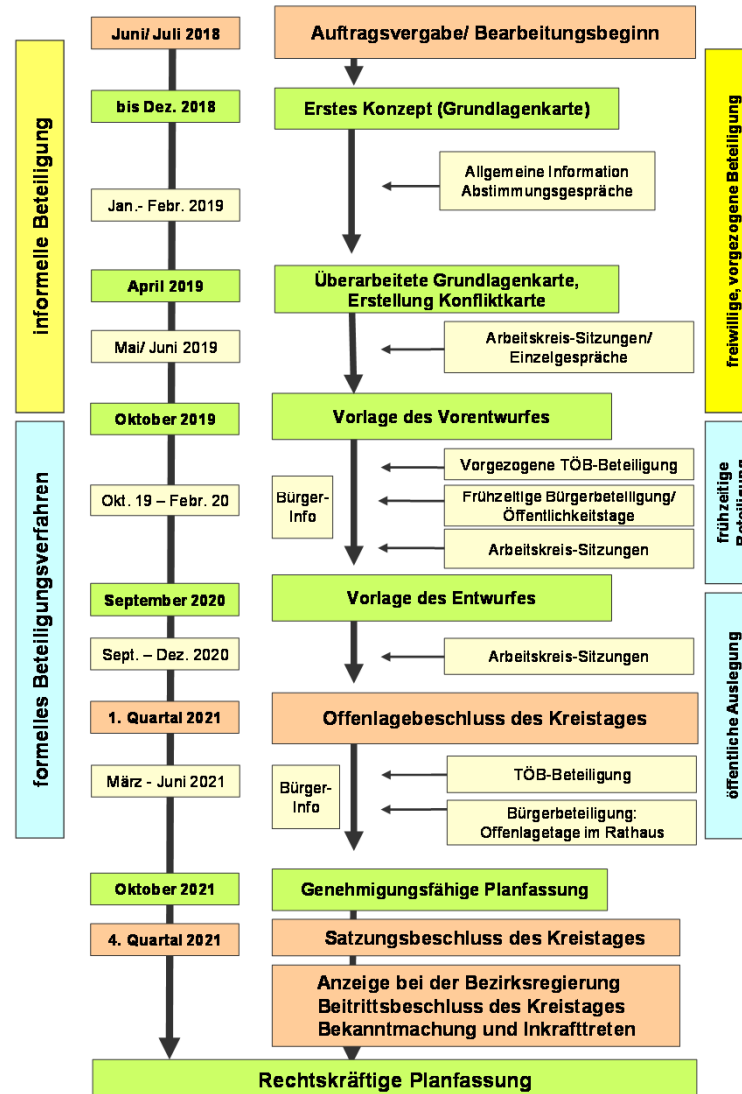 Juni/ Juli 2018
Auftragsvergabe/ Bearbeitungsbeginn
bis Dez. 2018
Erstes Konzept (Grundlagenkarte)
Allgemeine Information
Abstimmungsgespräche
Jan.- Febr. 2019
April 2019
Überarbeitete Grundlagenkarte,
Erstellung Konfliktkarte
Mai/ Juni 2019
Arbeitskreis-Sitzungen/
Einzelgespräche
informelle Beteiligung
freiwillige, vorgezogene Beteiligung
Oktober 2019
Vorlage des Vorentwurfes
Vorgezogene TÖB-Beteiligung
Okt. 19 – Febr. 20
Bürger-
Info
Frühzeitige Bürgerbeteiligung/
Öffentlichkeitstage
Arbeitskreis-Sitzungen
frühzeitige
Beteiligung
September 2020
Vorlage des Entwurfes
Sept. – Dez. 2020
Arbeitskreis-Sitzungen
1. Quartal 2021
Offenlagebeschluss des Kreistages
März - Juni 2021
Bürger-
Info
TÖB-Beteiligung
Bürgerbeteiligung:
Offenlagetage im Rathaus
formelles Beteiligungsverfahren
öffentliche Auslegung
Oktober 2021
Genehmigungsfähige Planfassung
4. Quartal 2021
Satzungsbeschluss des Kreistages
Anzeige bei der Bezirksregierung
Beitrittsbeschluss des Kreistages
Bekanntmachung und Inkrafttreten
Rechtskräftige Planfassung